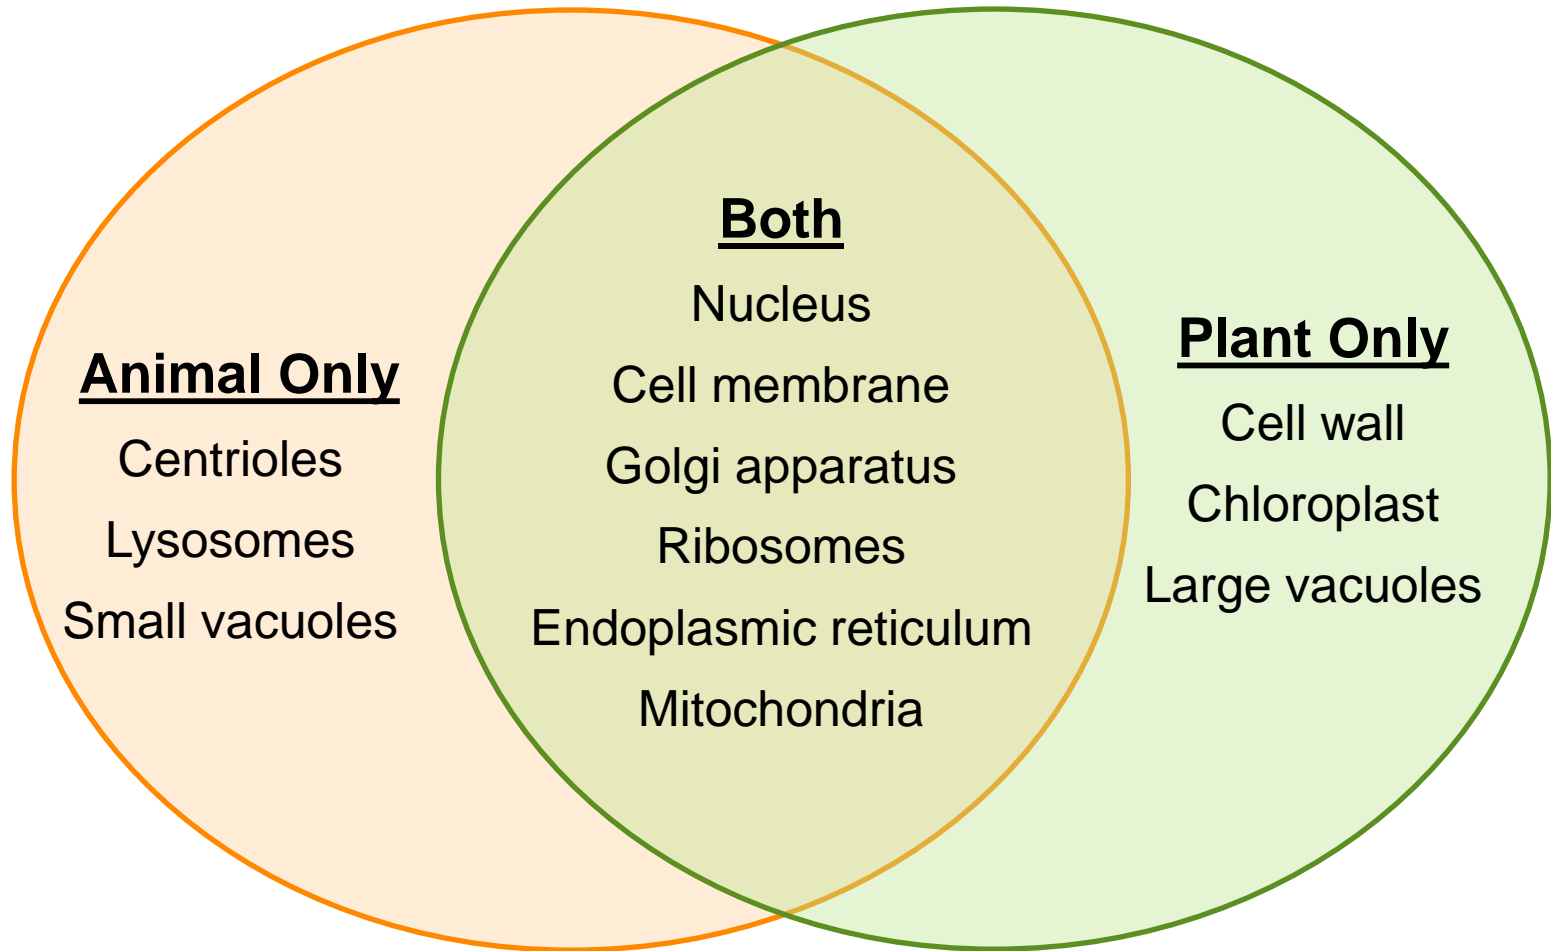 Animal Only
Centrioles
Lysosomes
Small vacuoles
Both
Nucleus
Cell membrane
Golgi apparatus
Ribosomes
Endoplasmic reticulum
Mitochondria
Plant Only
Cell wall
Chloroplast
Large vacuoles